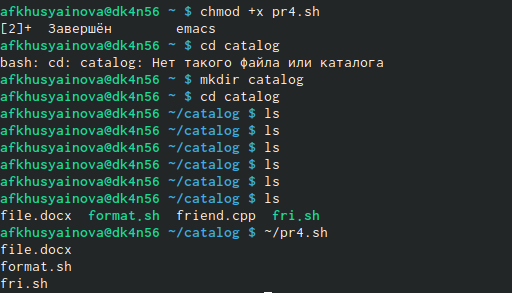 afkhusyainova@dk4n56 ~ $ chmod +x pr4.sh
[2]+  Завершён        emacs
afkhusyainova@dk4n56 ~ $ cd catalog
bash: cd: catalog: Нет такого файла или каталога
afkhusyainova@dk4n56 ~ $ mkdir catalog
afkhusyainova@dk4n56 ~ $ cd catalog
afkhusyainova@dk4n56 ~/catalog $ ls
afkhusyainova@dk4n56 ~/catalog $ ls
afkhusyainova@dk4n56 ~/catalog $ ls
afkhusyainova@dk4n56 ~/catalog $ ls
afkhusyainova@dk4n56 ~/catalog $ ls
afkhusyainova@dk4n56 ~/catalog $ ls
file.docx  format.sh  friend.cpp  fri.sh
afkhusyainova@dk4n56 ~/catalog $ ~/pr4.sh
file.docx
format.sh
fri.sh